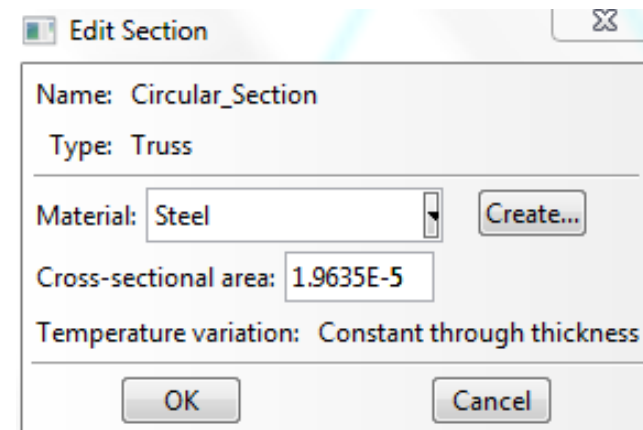 Edit Section
Name: Circular_Section
Type: Truss
Material: Steel Create...
Cross-sectional area: 1.9635E-5
Temperature variation: Constant through thickness
OK Cancel